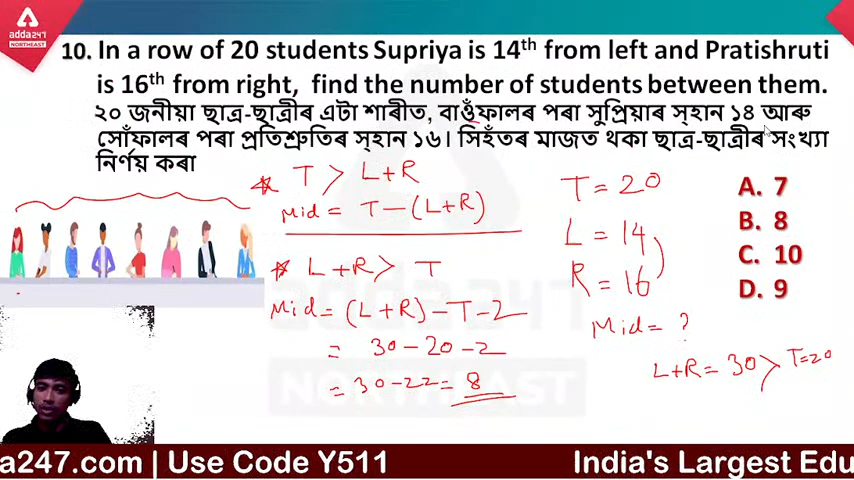 adda247
NORTHEAST
10. In a row of 20 students Supriya is 14th from left and Pratishruti
is 16th from right, find the number of students between them.
২০ জনীয়া ছাত্ৰ-ছাত্ৰীৰ এটা শাৰীত, বাওঁফালৰ পৰা সুপ্ৰিয়াৰ স্হান ১৪ আৰু
সোঁফালৰ পৰা প্ৰতিশ্ৰুতিৰ স্হান ১৬। সিহঁতৰ মাজত থকা ছাত্ৰ-ছাত্ৰীৰ সংখ্যা
নিৰ্ণয় কৰা
T > L+R
Mid = T-(L+R)
L+R > T
Mid = (L+R)-T-2
= 30-20-2
= 30-22 = 8
T = 20
L = 14
R = 16
Mid = ?
L+R = 30 > T=20
A. 7
B. 8
C. 10
D. 9
adda247
NORTHEAST
a247.com | Use Code Y511
India's Largest Edu